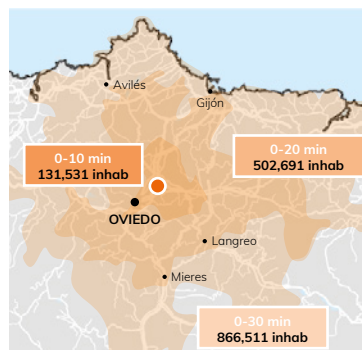 Avilés
Gijón
0-10 min
131,531 inhab
0-20 min
502,691 inhab
OVIEDO
Langreo
Mieres
0-30 min
866,511 inhab